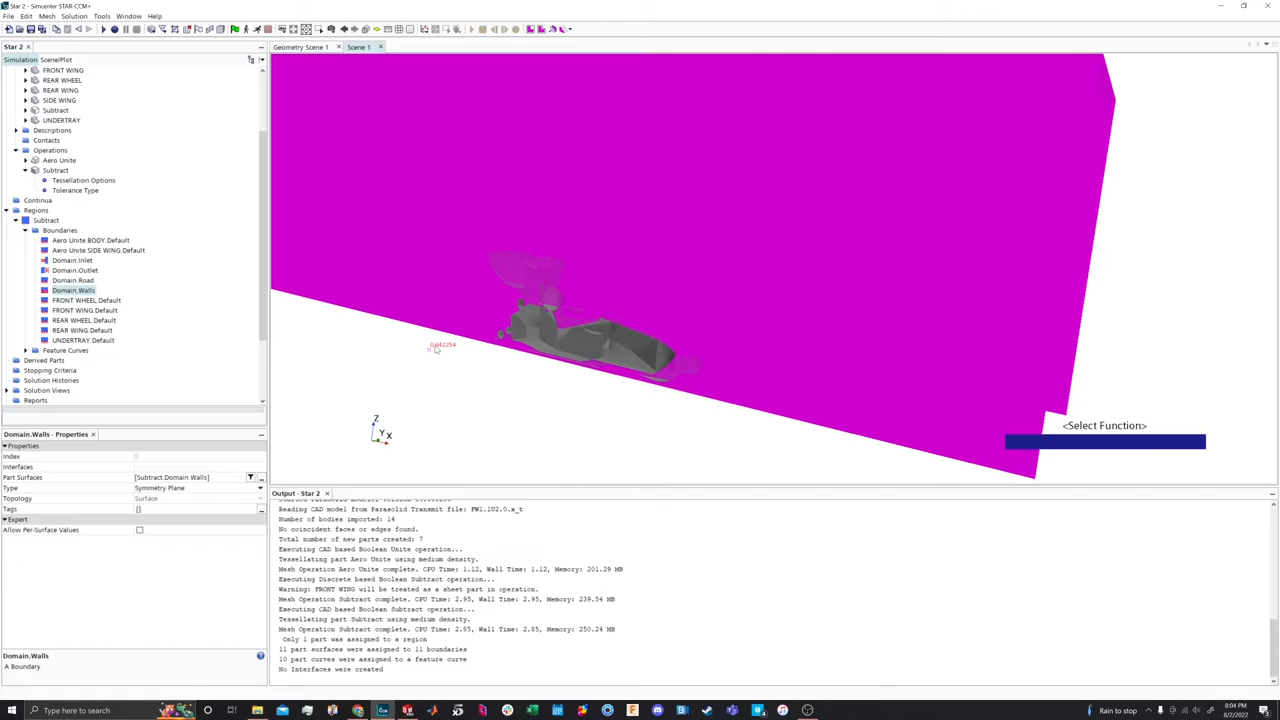 Star 2 - Simcenter STAR-CCM+
File Edit Mesh Solution Tools Window Help
Star 2
Geometry Scene 1
Scene 1
Simulation Scene/Plot
FRONT WING
REAR WHEEL
REAR WING
SIDE WING
Subtract
UNDERTRAY
Descriptions
Contacts
Operations
Aero Unite
Subtract
Tessellation Options
Tolerance Type
Continua
Regions
Subtract
Boundaries
Aero Unite.BODY.Default
Aero Unite.SIDE WING.Default
Domain.Inlet
Domain.Outlet
Domain.Road
Domain.Walls
FRONT WHEEL.Default
FRONT WING.Default
REAR WHEEL.Default
REAR WING.Default
UNDERTRAY.Default
Feature Curves
Derived Parts
Stopping Criteria
Solution Histories
Solution Views
Reports
Z
Y X
<Select Function>
Domain.Walls - Properties
Properties
Index 5
Interfaces
Part Surfaces [Subtract.Domain.Walls]
Type Symmetry Plane
Topology Surface
Tags []
Expert
Allow Per-Surface Values
Domain.Walls
A Boundary
Output - Star 2
Reading CAD model from Parasolid Transmit file: FW1.1U2.0.x_t
Number of bodies imported: 14
No coincident faces or edges found.
Total number of new parts created: 7
Executing CAD based Boolean Unite operation...
Tessellating part Aero Unite using medium density.
Mesh Operation Aero Unite complete. CPU Time: 1.12, Wall Time: 1.12, Memory: 201.29 MB
Executing Discrete based Boolean Subtract operation...
Warning: FRONT WING will be treated as a sheet part in operation.
Mesh Operation Subtract complete. CPU Time: 2.95, Wall Time: 2.95, Memory: 239.54 MB
Executing CAD based Boolean Subtract operation...
Tessellating part Subtract using medium density.
Mesh Operation Subtract complete. CPU Time: 2.85, Wall Time: 2.85, Memory: 250.24 MB
Only 1 part was assigned to a region
11 part surfaces were assigned to 11 boundaries
10 part curves were assigned to a feature curve
No Interfaces were created
Type here to search
Rain to stop
8:04 PM
8/2/2022